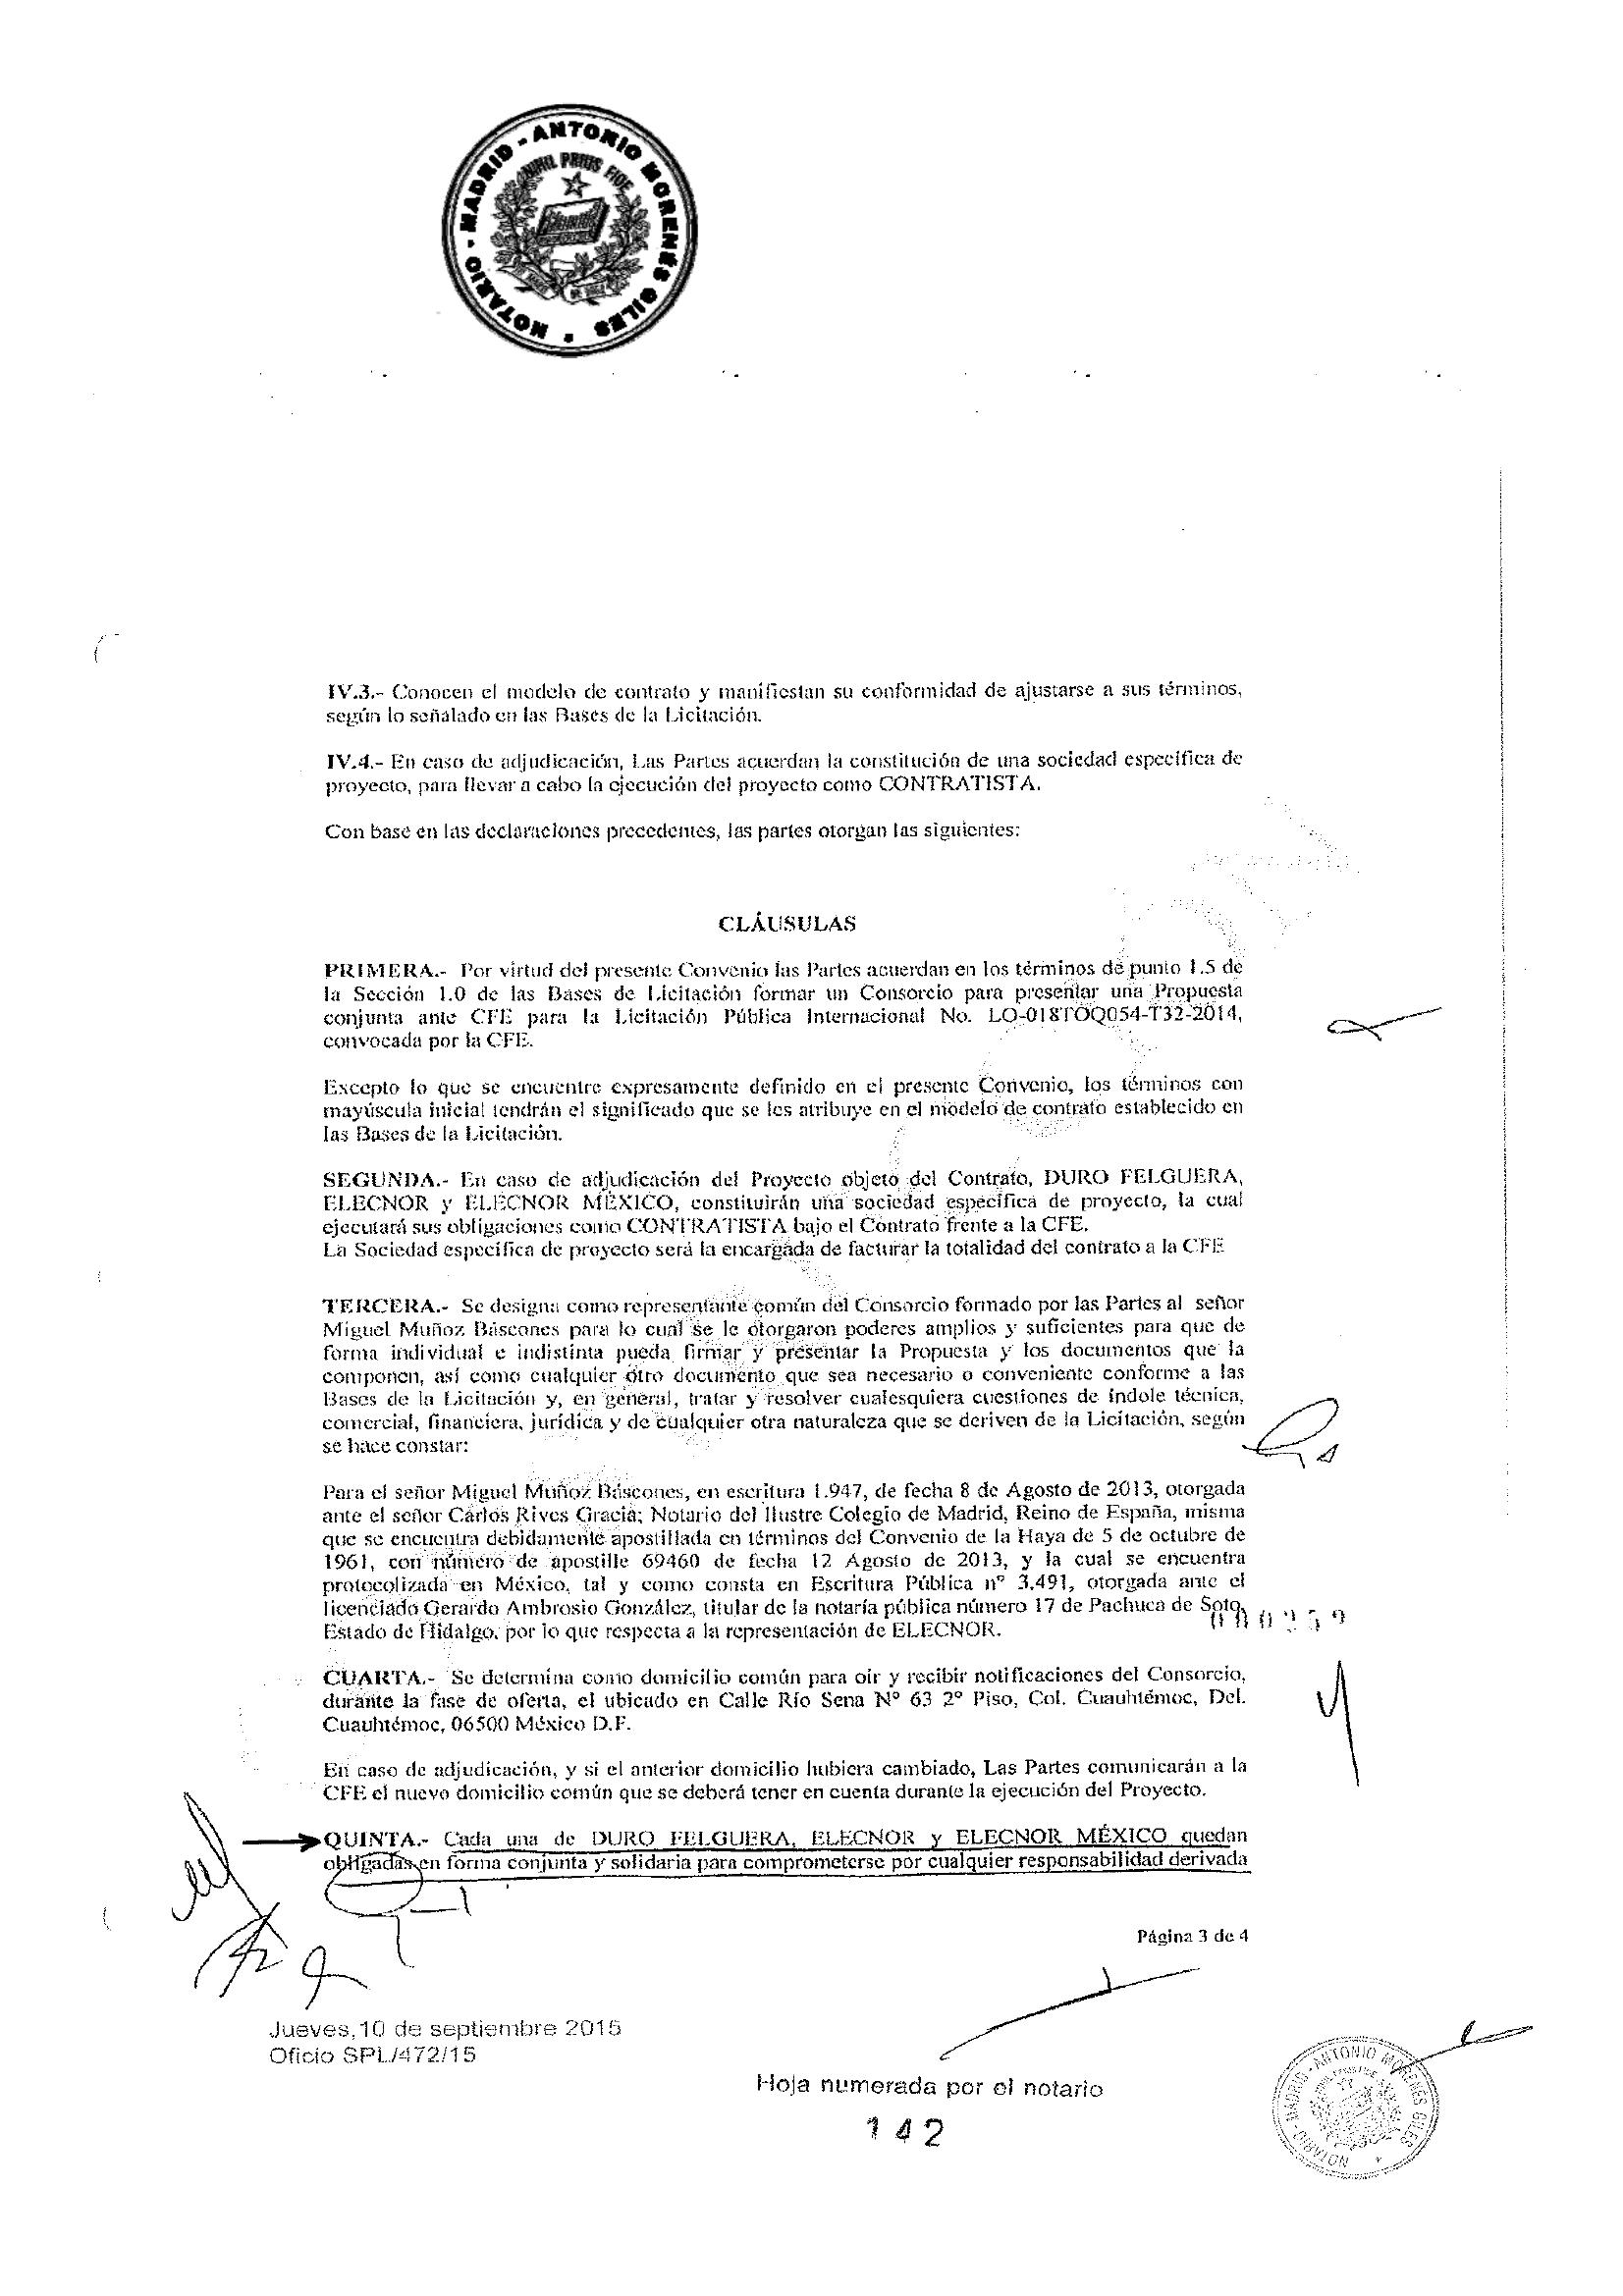 NOTARIO - MADRID - ANTONIO MORENÉS GILES
NIHIL PRIUS FIDE
IV.3.- Conocen el modelo de contrato y manifiestan su conformidad de ajustarse a sus términos,
según lo señalado en las Bases de la Licitación.
IV.4.- En caso de adjudicación, Las Partes acuerdan la constitución de una sociedad específica de
proyecto, para llevar a cabo la ejecución del proyecto como CONTRATISTA.
Con base en las declaraciones precedentes, las partes otorgan las siguientes:
CLÁUSULAS
PRIMERA.- Por virtud del presente Convenio las Partes acuerdan en los términos de punto 1.5 de
la Sección 1.0 de las Bases de Licitación formar un Consorcio para presentar una Propuesta
conjunta ante CFE para la Licitación Pública Internacional No. LO-018TOQ054-T32-2014,
convocada por la CFE.
Excepto lo que se encuentre expresamente definido en el presente Convenio, los términos con
mayúscula inicial tendrán el significado que se les atribuye en el modelo de contrato establecido en
las Bases de la Licitación.
SEGUNDA.- En caso de adjudicación del Proyecto objeto del Contrato, DURO FELGUERA,
ELECNOR y ELECNOR MÉXICO, constituirán una sociedad específica de proyecto, la cual
ejecutará sus obligaciones como CONTRATISTA bajo el Contrato frente a la CFE.
La Sociedad específica de proyecto será la encargada de facturar la totalidad del contrato a la CFE
TERCERA.- Se designa como representante común del Consorcio formado por las Partes al señor
Miguel Muñoz Báscones para lo cual se le otorgaron poderes amplios y suficientes para que de
forma individual e indistinta pueda firmar y presentar la Propuesta y los documentos que la
componen, así como cualquier otro documento que sea necesario o conveniente conforme a las
Bases de la Licitación y, en general, tratar y resolver cualesquiera cuestiones de índole técnica,
comercial, financiera, jurídica y de cualquier otra naturaleza que se deriven de la Licitación, según
se hace constar:
Para el señor Miguel Muñoz Báscones, en escritura 1.947, de fecha 8 de Agosto de 2013, otorgada
ante el señor Cárlos Rives Gracia; Notario del Ilustre Colegio de Madrid, Reino de España, misma
que se encuentra debidamente apostillada en términos del Convenio de la Haya de 5 de octubre de
1961, con número de apostille 69460 de fecha 12 Agosto de 2013, y la cual se encuentra
protocolizada en México, tal y como consta en Escritura Pública nº 3.491, otorgada ante el
licenciado Gerardo Ambrosio González, titular de la notaría pública número 17 de Pachuca de Soto,
Estado de Hidalgo, por lo que respecta a la representación de ELECNOR.
CUARTA.- Se determina como domicilio común para oir y recibir notificaciones del Consorcio,
durante la fase de oferta, el ubicado en Calle Río Sena Nº 63 2º Piso, Col. Cuauhtémoc, Del.
Cuauhtémoc, 06500 México D.F.
En caso de adjudicación, y si el anterior domicilio hubiera cambiado, Las Partes comunicarán a la
CFE el nuevo domicilio común que se deberá tener en cuenta durante la ejecución del Proyecto.
QUINTA.- Cada una de DURO FELGUERA, ELECNOR y ELECNOR MÉXICO quedan
obligadas en forma conjunta y solidaria para comprometerse por cualquier responsabilidad derivada
Página 3 de 4
Jueves, 10 de septiembre 2015
Oficio SPL/472/15
Hoja numerada por el notario
142
NOTARIO - MADRID - ANTONIO MORENÉS GILES